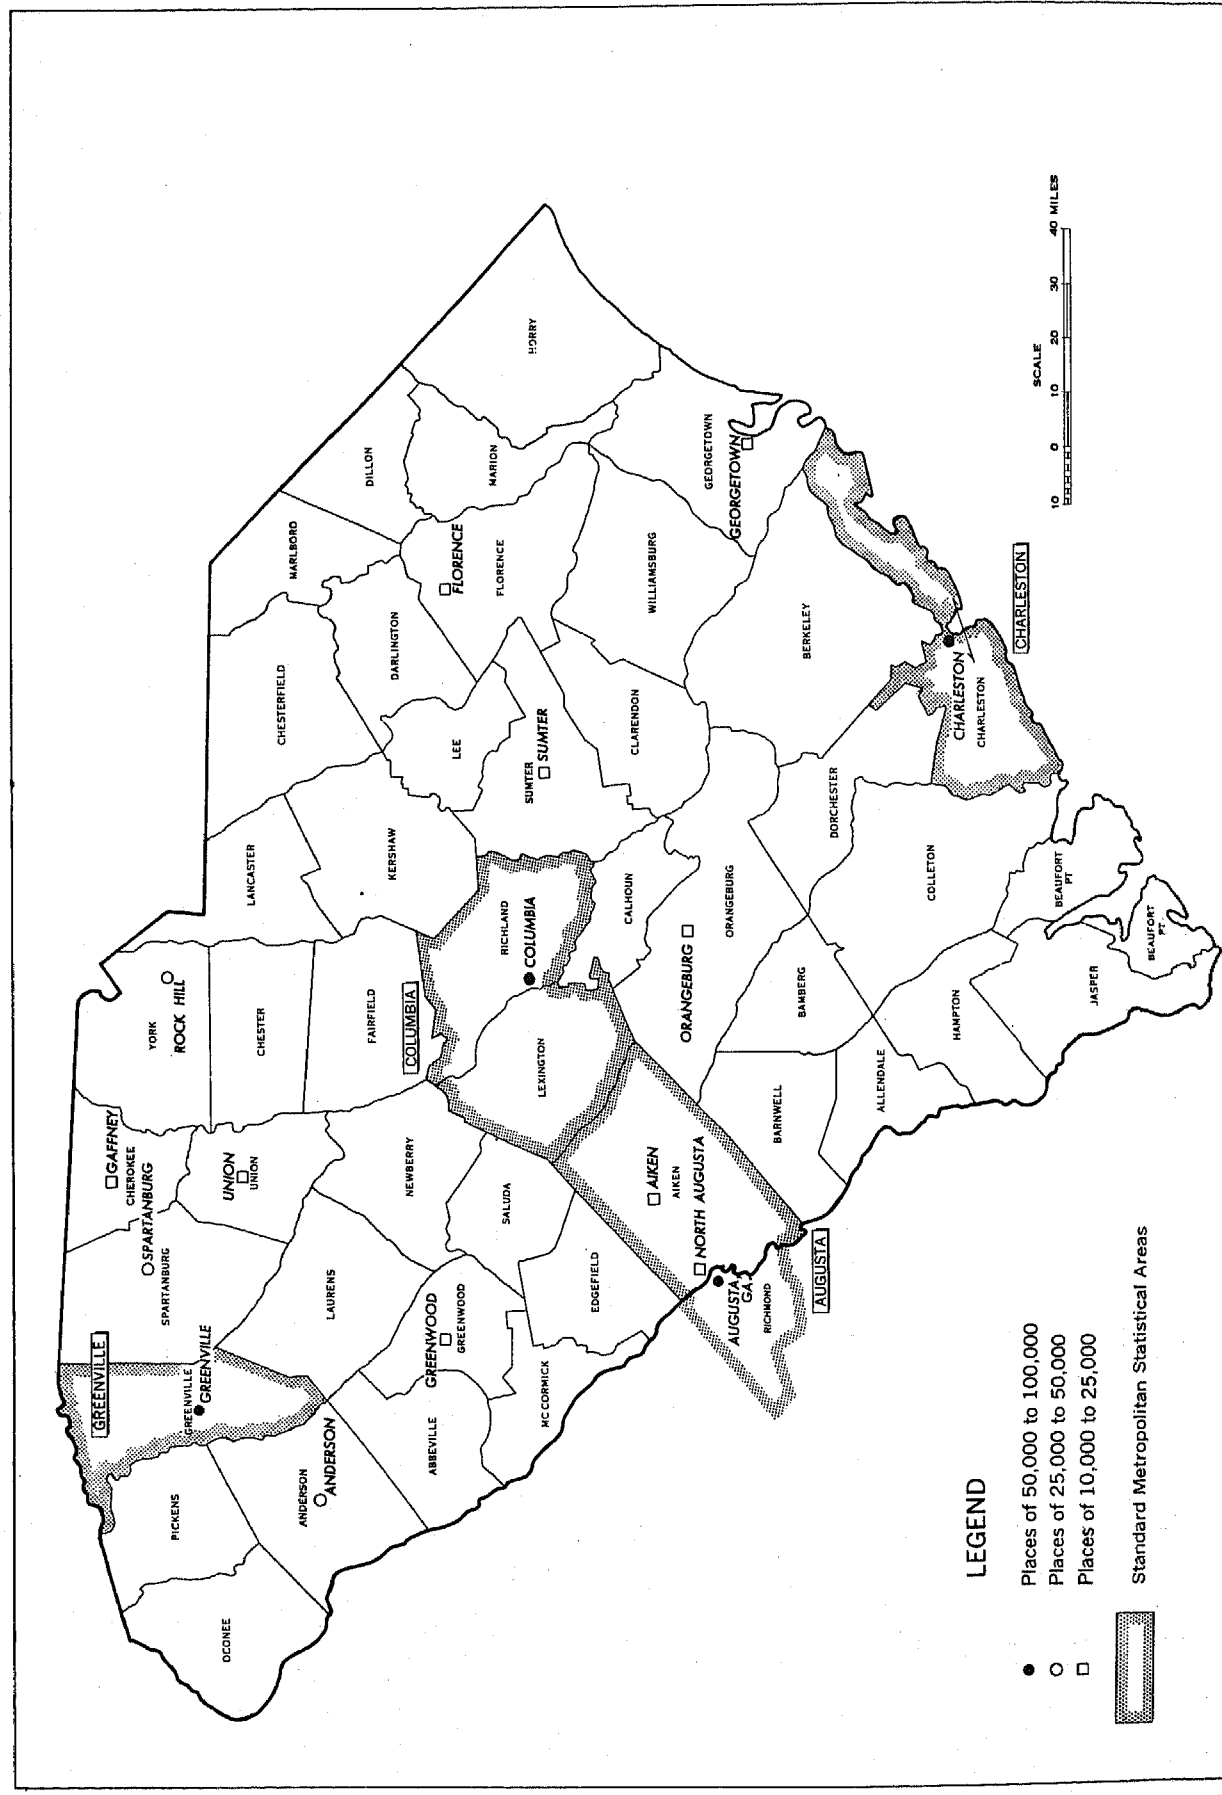 GREENVILLE
GREENVILLE
GREENVILLE
SPARTANBURG
SPARTANBURG
GAFFNEY
CHEROKEE
YORK
ROCK HILL
OCONEE
PICKENS
ANDERSON
ANDERSON
LAURENS
UNION
UNION
CHESTER
LANCASTER
CHESTERFIELD
MARLBORO
DILLON
ABBEVILLE
GREENWOOD
GREENWOOD
NEWBERRY
FAIRFIELD
COLUMBIA
KERSHAW
LEE
DARLINGTON
FLORENCE
FLORENCE
MARION
HORRY
MC CORMICK
EDGEFIELD
SALUDA
LEXINGTON
RICHLAND
COLUMBIA
SUMTER
SUMTER
CALHOUN
CLARENDON
WILLIAMSBURG
GEORGETOWN
GEORGETOWN
AIKEN
AIKEN
NORTH AUGUSTA
AUGUSTA
GA.
RICHMOND
AUGUSTA
ORANGEBURG
ORANGEBURG
BARNWELL
BAMBERG
DORCHESTER
BERKELEY
ALLENDALE
HAMPTON
COLLETON
CHARLESTON
CHARLESTON
CHARLESTON
JASPER
BEAUFORT
PT
BEAUFORT
PT.
SCALE
10 0 10 20 30 40 MILES
LEGEND
Places of 50,000 to 100,000
Places of 25,000 to 50,000
Places of 10,000 to 25,000
Standard Metropolitan Statistical Areas